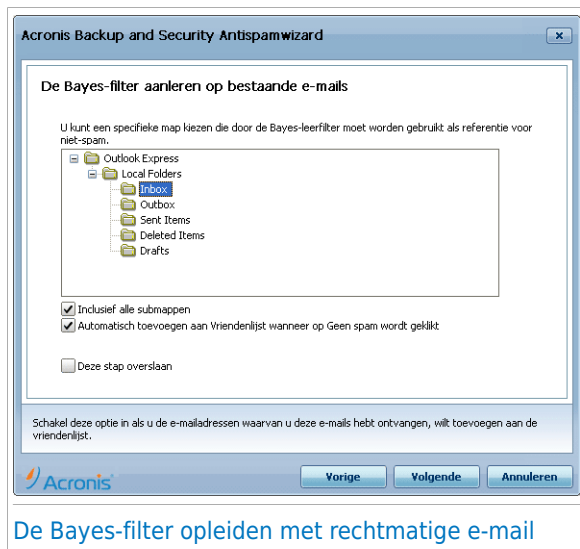 Acronis Backup and Security Antispamwizard
De Bayes-filter aanleren op bestaande e-mails
U kunt een specifieke map kiezen die door de Bayes-leerfilter moet worden gebruikt als referentie voor
niet-spam.
Outlook Express
Local Folders
Inbox
Outbox
Sent Items
Deleted Items
Drafts
Inclusief alle submappen
Automatisch toevoegen aan Vriendenlijst wanneer op Geen spam wordt geklikt
Deze stap overslaan
Schakel deze optie in als u de e-mailadressen waarvan u deze e-mails hebt ontvangen, wilt toevoegen aan de
vriendenlijst.
Acronis
Vorige
Volgende
Annuleren
De Bayes-filter opleiden met rechtmatige e-mail